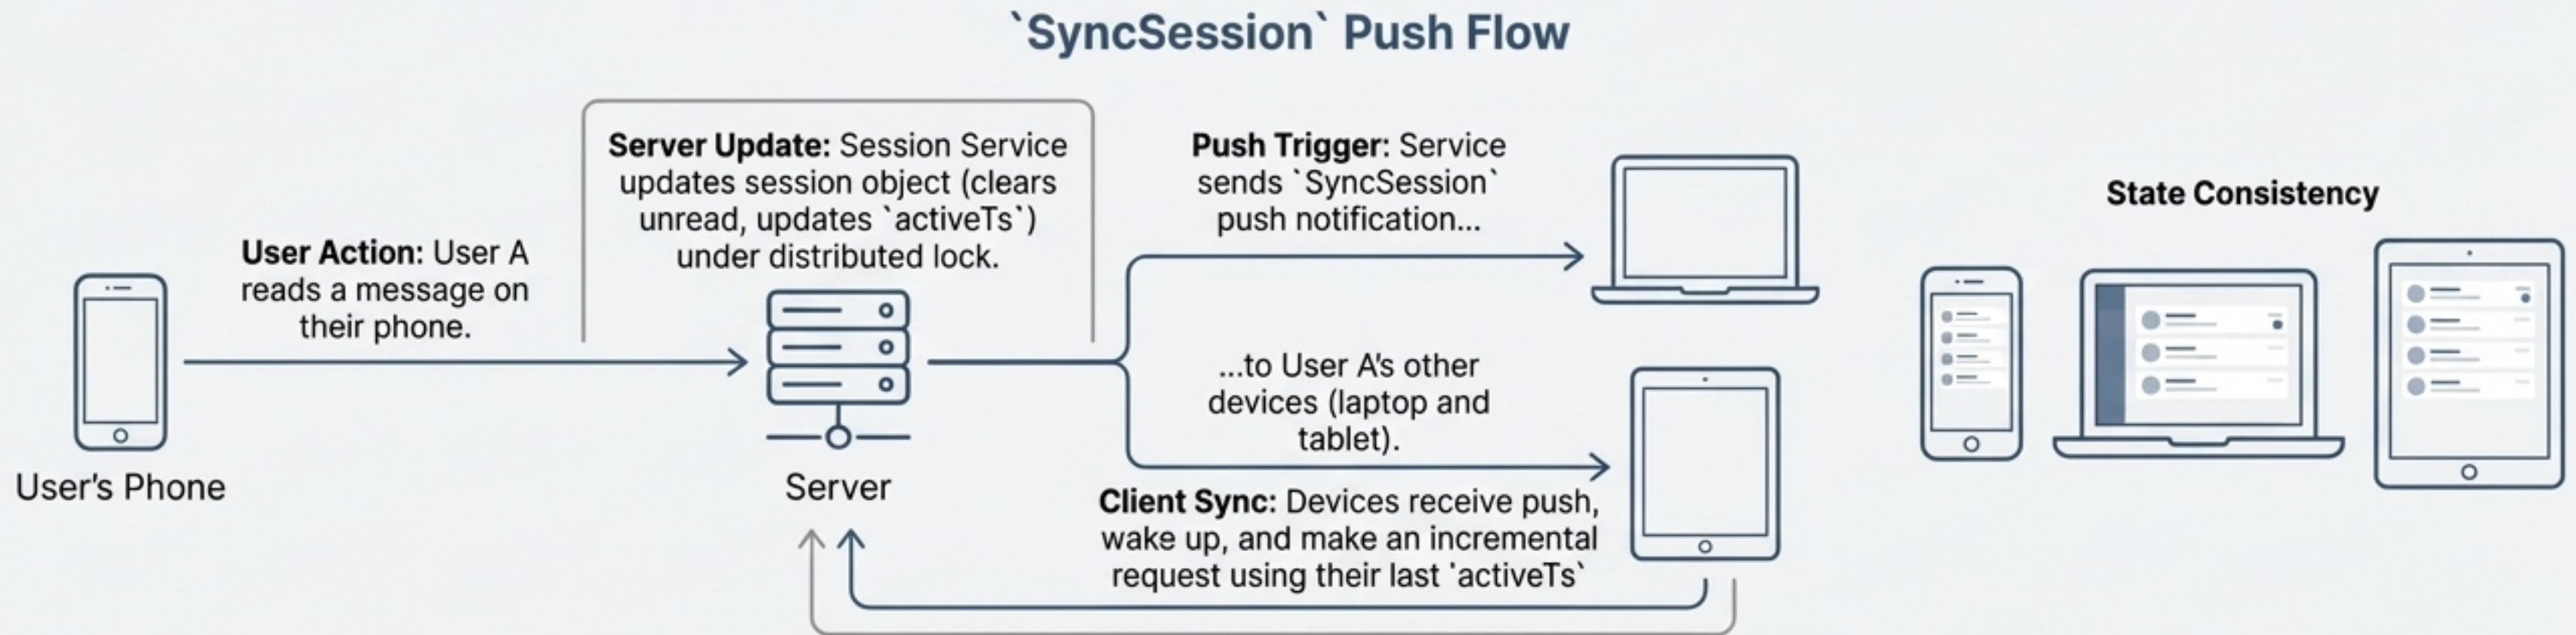 `SyncSession` Push Flow
User Action: User A
reads a message on
their phone.
User's Phone
Server Update: Session Service
updates session object (clears
unread, updates `activeTs`)
under distributed lock.
Server
Push Trigger: Service
sends `SyncSession`
push notification...
...to User A's other
devices (laptop and
tablet).
Client Sync: Devices receive push,
wake up, and make an incremental
request using their last 'activeTs`
State Consistency